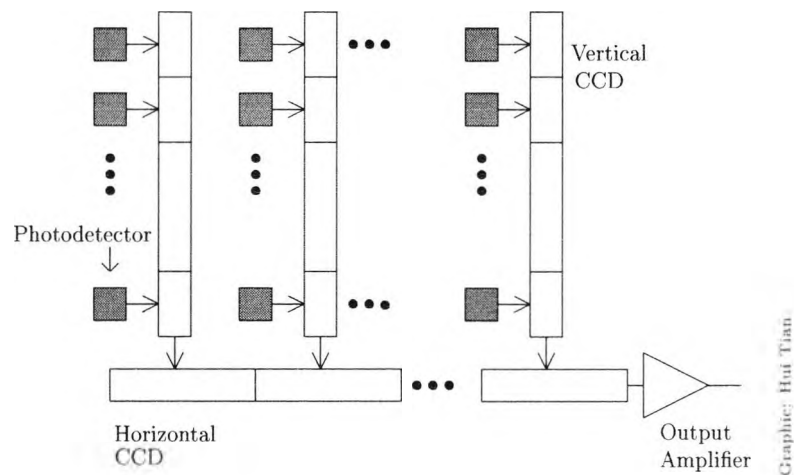 Vertical
CCD
Photodetector
Horizontal
CCD
Output
Amplifier
Graphic: Hui Tian